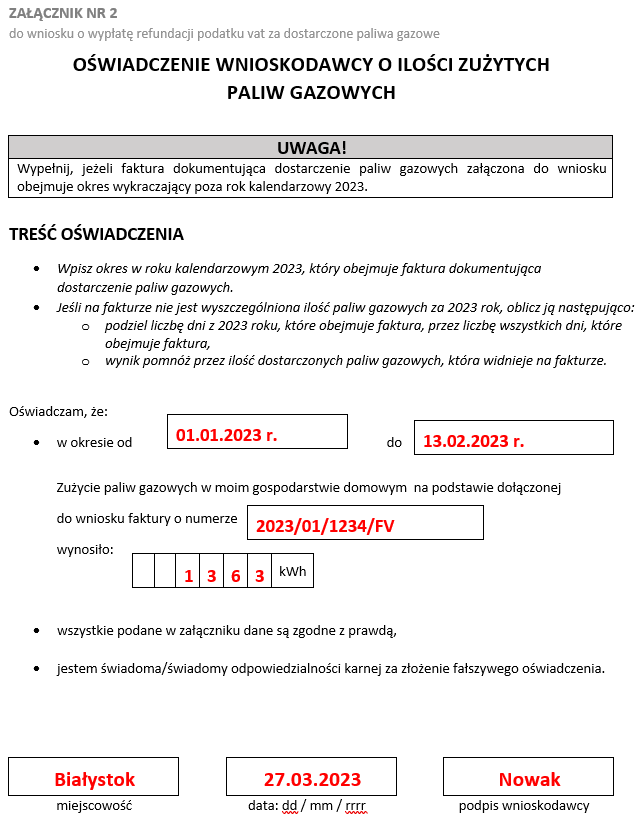 ZAŁĄCZNIK NR 2
do wniosku o wypłatę refundacji podatku vat za dostarczone paliwa gazowe
OŚWIADCZENIE WNIOSKODAWCY O ILOŚCI ZUŻYTYCH
PALIW GAZOWYCH
UWAGA!
Wypełnij, jeżeli faktura dokumentująca dostarczenie paliw gazowych załączona do wniosku
obejmuje okres wykraczający poza rok kalendarzowy 2023.
TREŚĆ OŚWIADCZENIA
• Wpisz okres w roku kalendarzowym 2023, który obejmuje faktura dokumentująca
dostarczenie paliw gazowych.
• Jeśli na fakturze nie jest wyszczególniona ilość paliw gazowych za 2023 rok, oblicz ją następująco:
o podziel liczbę dni z 2023 roku, które obejmuje faktura, przez liczbę wszystkich dni, które
obejmuje faktura,
o wynik pomnóż przez ilość dostarczonych paliw gazowych, która widnieje na fakturze.
Oświadczam, że:
• w okresie od 01.01.2023 r. do 13.02.2023 r.
Zużycie paliw gazowych w moim gospodarstwie domowym na podstawie dołączonej
do wniosku faktury o numerze 2023/01/1234/FV
wynosiło:
1 3 6 3 kWh
• wszystkie podane w załączniku dane są zgodne z prawdą,
• jestem świadoma/świadomy odpowiedzialności karnej za złożenie fałszywego oświadczenia.
Białystok 27.03.2023 Nowak
miejscowość data: dd / mm / rrrr podpis wnioskodawcy